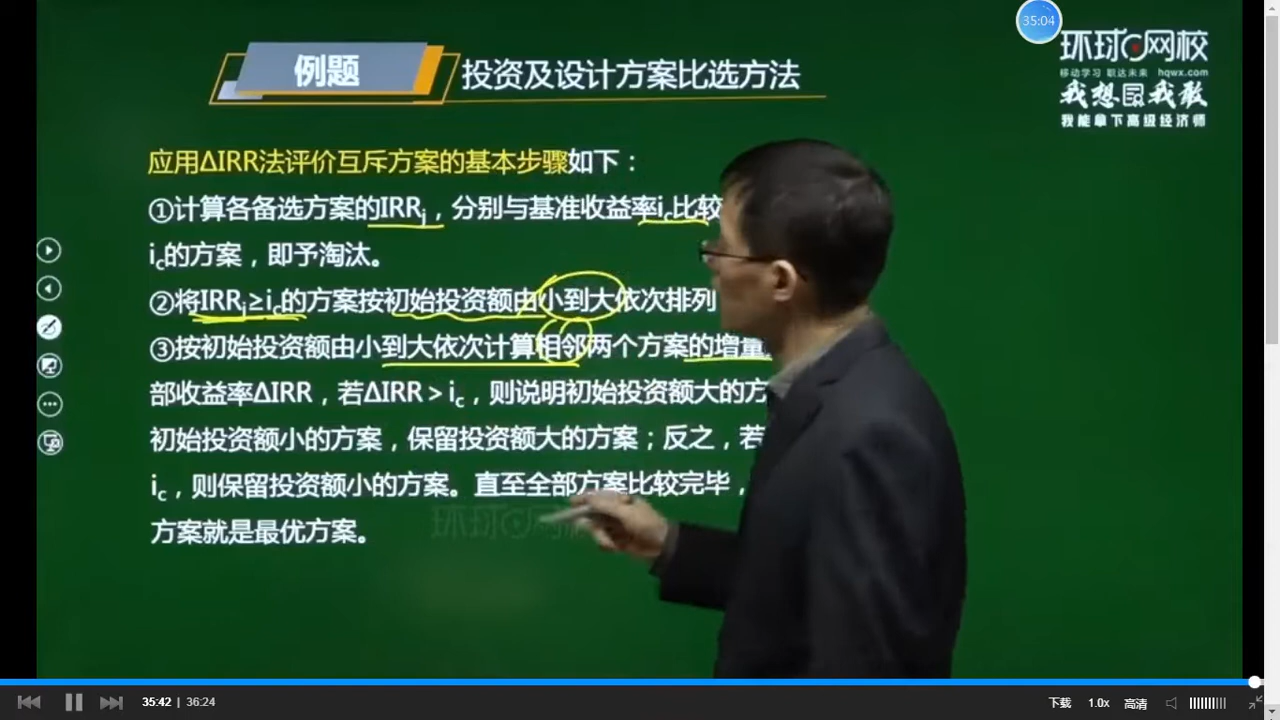 35:04
环球网校
移动学习 职达未来 hqwx.com
我想我敢
我能拿下高级经济师
例题
投资及设计方案比选方法
应用ΔIRR法评价互斥方案的基本步骤如下：
①计算各备选方案的IRRj，分别与基准收益率ic比较
ic的方案，即予淘汰。
②将IRRj≥ic的方案按初始投资额由小到大依次排列
③按初始投资额由小到大依次计算相邻两个方案的增量
部收益率ΔIRR，若ΔIRR＞ic，则说明初始投资额大的方
初始投资额小的方案，保留投资额大的方案；反之，若
ic，则保留投资额小的方案。直至全部方案比较完毕，
方案就是最优方案。
环球网校
35:42 | 36:24
下载 1.0x 高清